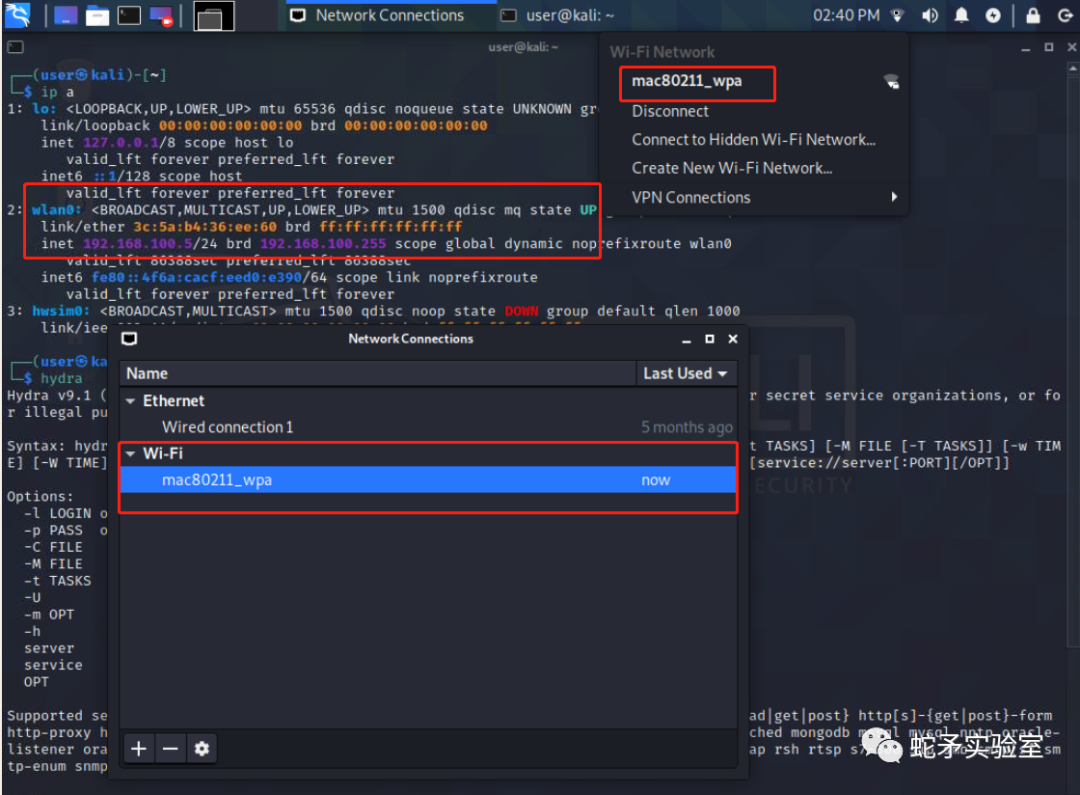 Network Connections
user@kali: ~
02:40 PM
user@kali: ~
Wi-Fi Network
mac80211_wpa
Disconnect
Connect to Hidden Wi-Fi Network...
Create New Wi-Fi Network...
VPN Connections
(user㉿kali)-[~]
$ ip a
1: lo: <LOOPBACK,UP,LOWER_UP> mtu 65536 qdisc noqueue state UNKNOWN gr
link/loopback 00:00:00:00:00:00 brd 00:00:00:00:00:00
inet 127.0.0.1/8 scope host lo
valid_lft forever preferred_lft forever
inet6 ::1/128 scope host
valid_lft forever preferred_lft forever
2: wlan0: <BROADCAST,MULTICAST,UP,LOWER_UP> mtu 1500 qdisc mq state UP
link/ether 3c:5a:b4:36:ee:60 brd ff:ff:ff:ff:ff:ff
inet 192.168.100.5/24 brd 192.168.100.255 scope global dynamic noprefixroute wlan0
valid_lft 86388sec preferred_lft 86388sec
inet6 fe80::4f6a:cacf:eed0:e390/64 scope link noprefixroute
valid_lft forever preferred_lft forever
3: hwsim0: <BROADCAST,MULTICAST> mtu 1500 qdisc noop state DOWN group default qlen 1000
link/iee
(user㉿ka
$ hydra
Hydra v9.1 (
r secret service organizations, or fo
r illegal pu
Syntax: hydr
t TASKS] [-M FILE [-T TASKS]] [-w TIM
E] [-W TIME]
[service://server[:PORT][/OPT]]
Options:
-l LOGIN o
-p PASS o
-C FILE
-M FILE
-t TASKS
-U
-m OPT
-h
server
service
OPT
Supported se
ad|get|post} http[s]-{get|post}-form
http-proxy h
ched mongodb
mysql nntp oracle-
listener ora
ap rsh rtsp
sm
tp-enum snmp
Network Connections
Name
Last Used
Ethernet
Wired connection 1
5 months ago
Wi-Fi
mac80211_wpa
now
ECURITY
蛇矛实验室